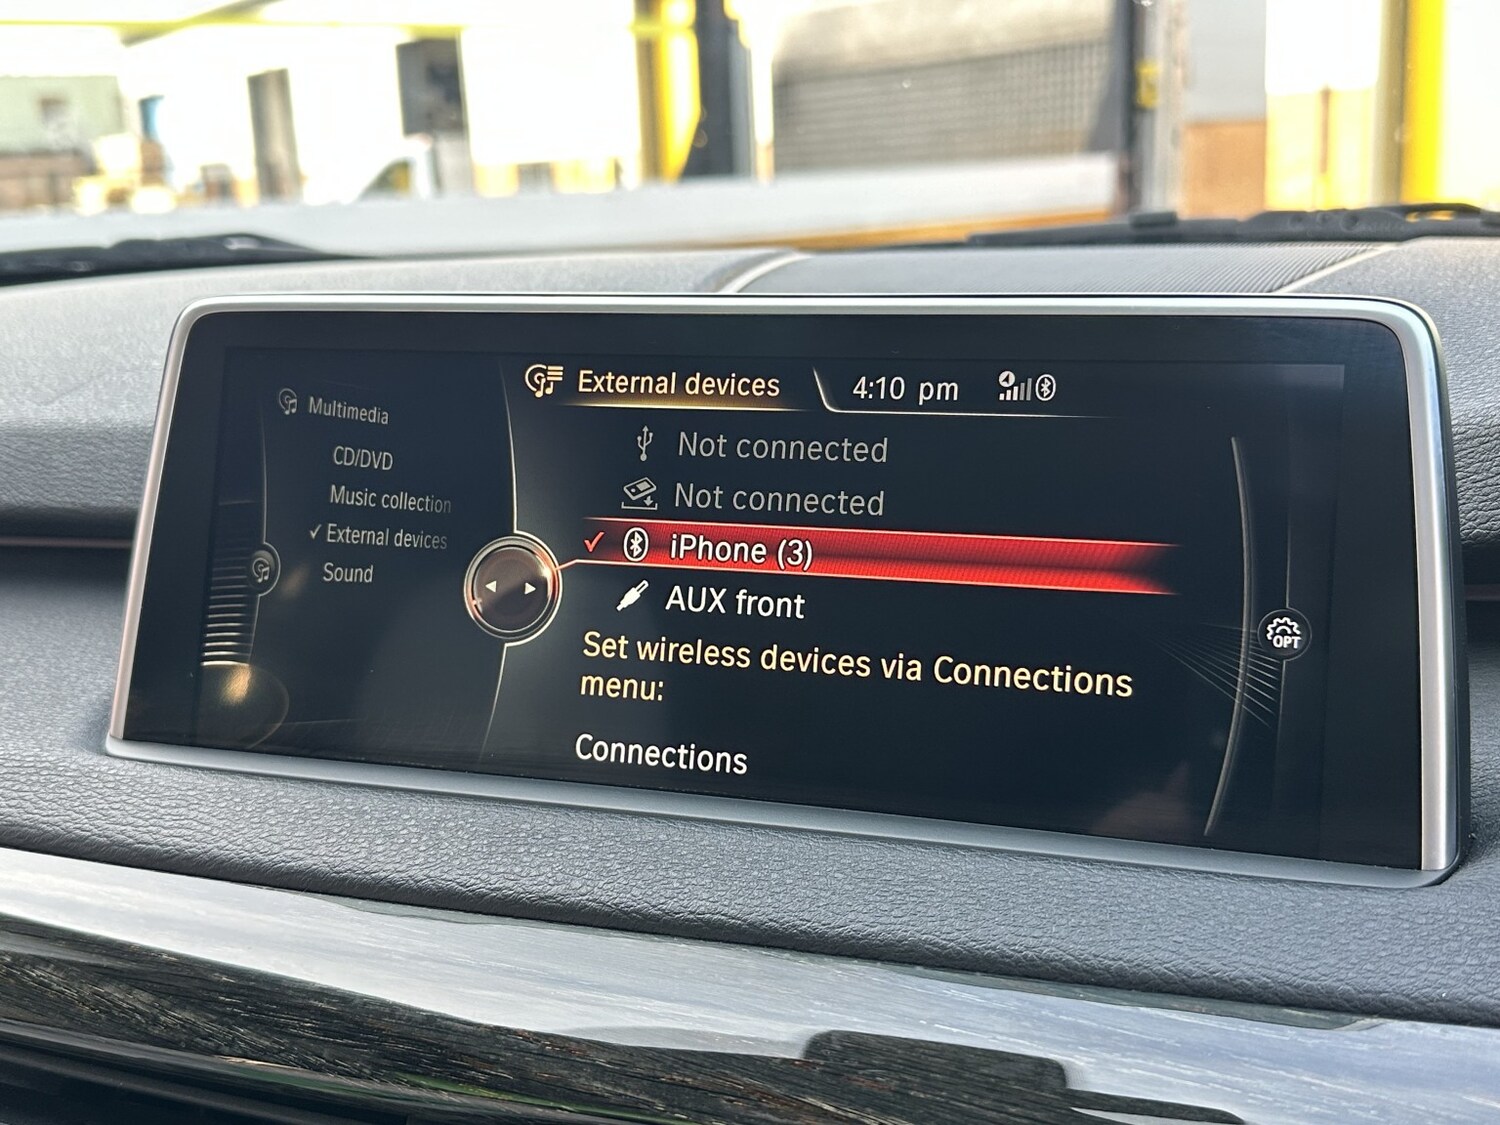 External devices
4:10 pm
Multimedia
CD/DVD
Music collection
✓ External devices
Sound
Not connected
Not connected
✓ iPhone (3)
AUX front
Set wireless devices via Connections
menu:
Connections
OPT